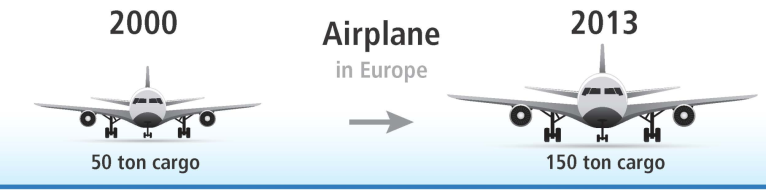 2000
Airplane
in Europe
2013
50 ton cargo
150 ton cargo